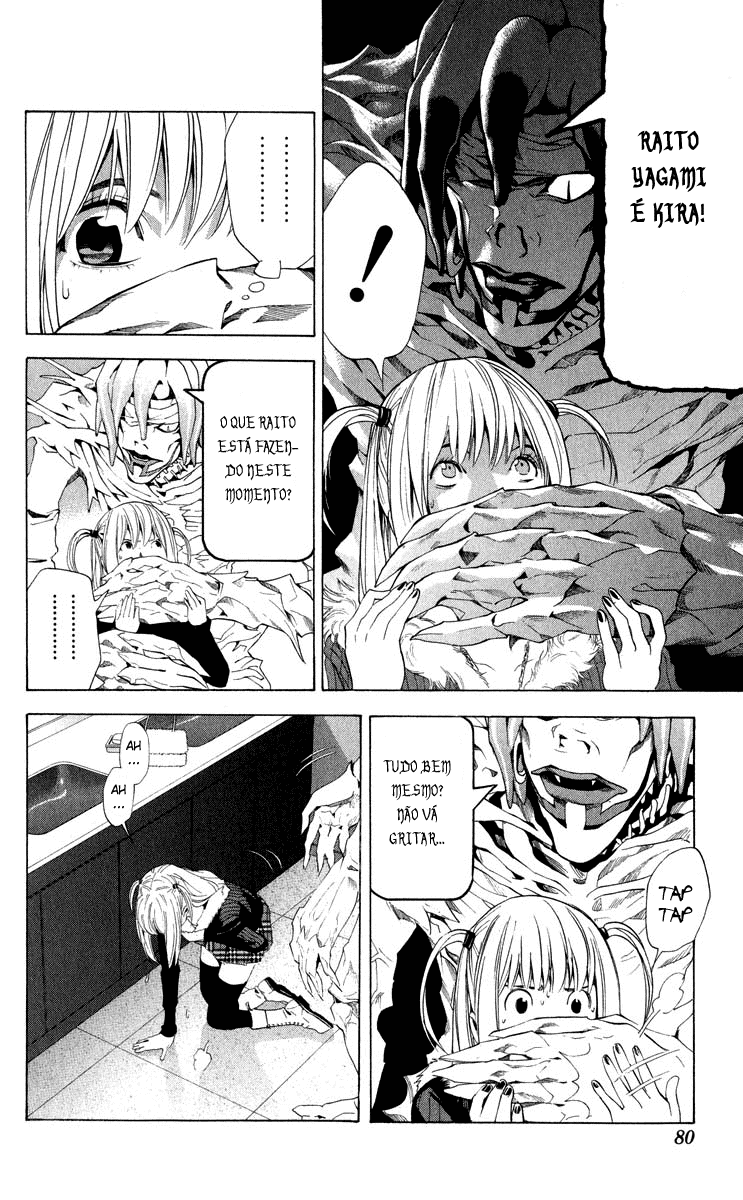 RAITO
YAGAMI
É KIRA!
!
.......
.......
O QUE RAITO
ESTÁ FAZEN-
DO NESTE
MOMENTO?
.........
.........
TUDO BEM
MESMO?
NÃO VÁ
GRITAR...
TAP
TAP
AH
...
AH
...
80